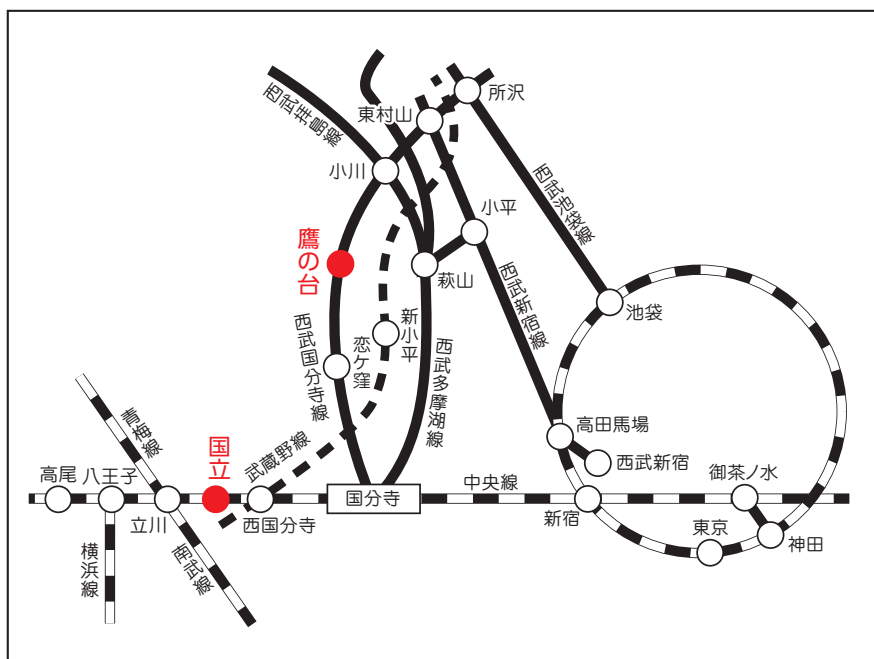 所沢
東村山
西武拝島線
小川
小平
西武池袋線
鷹の台
萩山
西武新宿線
池袋
新小平
恋ケ窪
西武国分寺線
西武多摩湖線
青梅線
高田馬場
西武新宿
国立
武蔵野線
高尾
八王子
中央線
御茶ノ水
国分寺
立川
西国分寺
新宿
東京
神田
横浜線
南武線